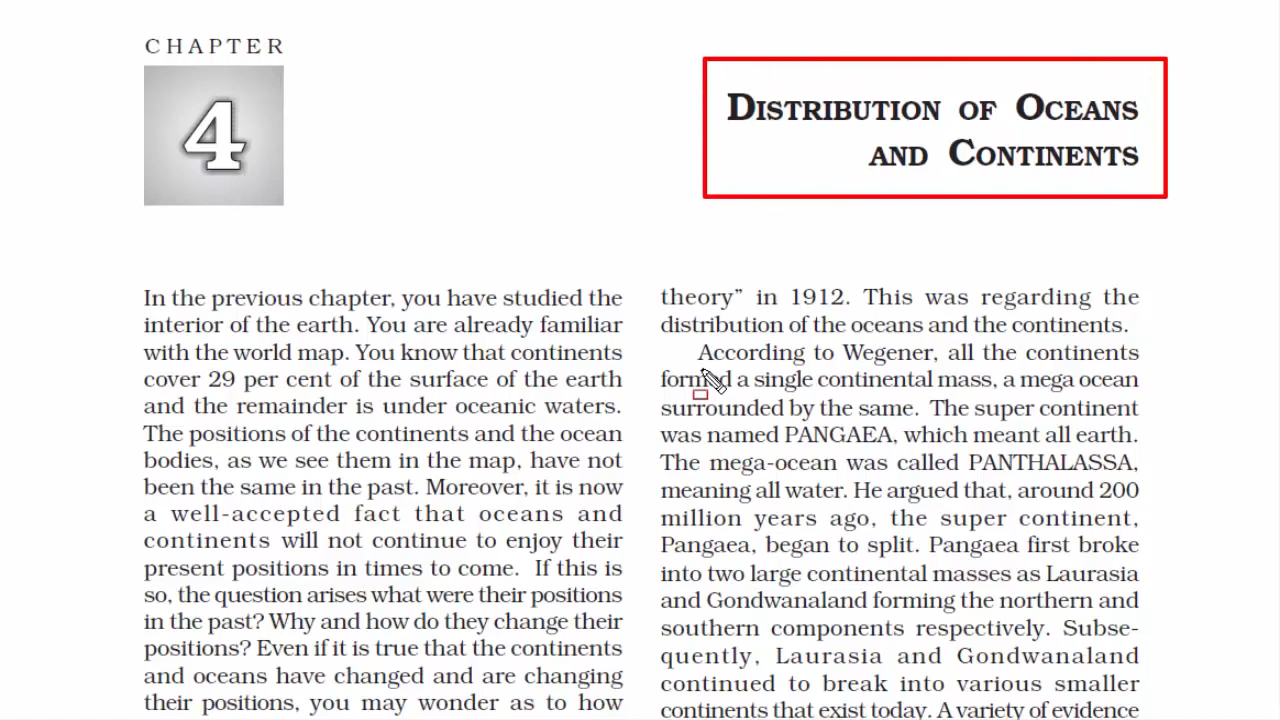 CHAPTER
4
DISTRIBUTION OF OCEANS
AND CONTINENTS
In the previous chapter, you have studied the
interior of the earth. You are already familiar
with the world map. You know that continents
cover 29 per cent of the surface of the earth
and the remainder is under oceanic waters.
The positions of the continents and the ocean
bodies, as we see them in the map, have not
been the same in the past. Moreover, it is now
a well-accepted fact that oceans and
continents will not continue to enjoy their
present positions in times to come. If this is
so, the question arises what were their positions
in the past? Why and how do they change their
positions? Even if it is true that the continents
and oceans have changed and are changing
their positions, you may wonder as to how
theory” in 1912. This was regarding the
distribution of the oceans and the continents.
According to Wegener, all the continents
formed a single continental mass, a mega ocean
surrounded by the same. The super continent
was named PANGAEA, which meant all earth.
The mega-ocean was called PANTHALASSA,
meaning all water. He argued that, around 200
million years ago, the super continent,
Pangaea, began to split. Pangaea first broke
into two large continental masses as Laurasia
and Gondwanaland forming the northern and
southern components respectively. Subse-
quently, Laurasia and Gondwanaland
continued to break into various smaller
continents that exist today. A variety of evidence